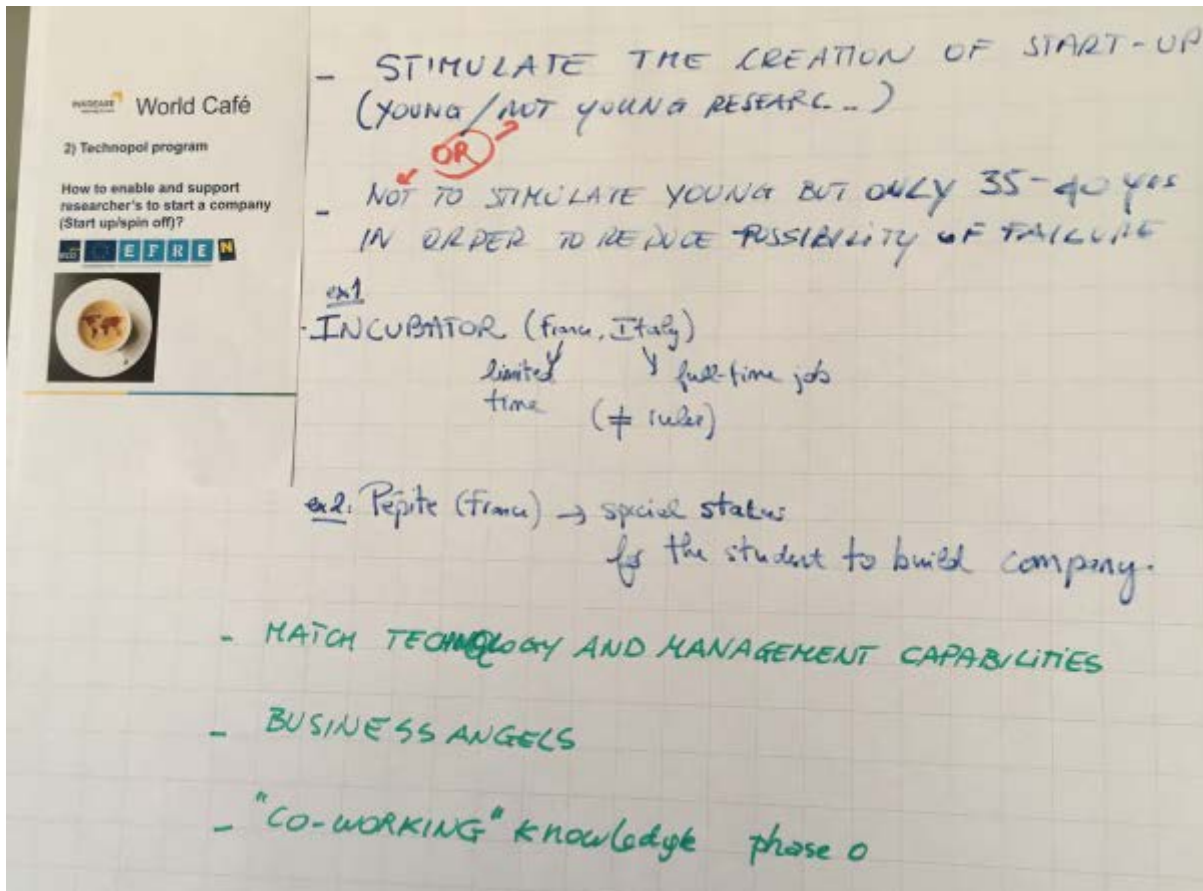 World Café
2) Technopol program
How to enable and support
researcher's to start a company
(Start up/spin off)?
E F R E N
- STIMULATE THE CREATION OF START-UP
(YOUNG/NOT YOUNG RESEARC...)
OR
- NOT TO STIMULATE YOUNG BUT ONLY 35-40 yrs
IN ORDER TO REDUCE POSSIBILITY OF FAILURE
ex1
- INCUBATOR (France, Italy)
limited full-time job
time
(≠ rules)
ex2: Pépite (France) → special status
for the student to build company.
- MATCH TECHNOLOGY AND MANAGEMENT CAPABILITIES
- BUSINESS ANGELS
- "CO-WORKING" knowledge phase 0